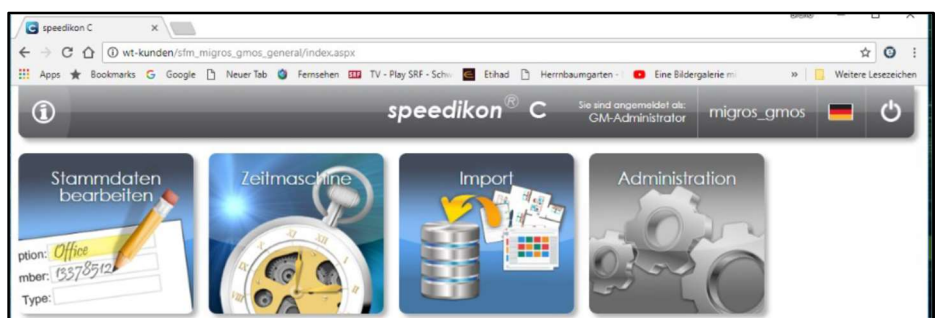 speedikon C
wt-kunden/sfm_migros_gmos_general/index.aspx
Apps Bookmarks Google Neuer Tab Fernsehen SRF TV - Play SRF - Etihad Herrnbaumgarten - Eine Bildergalerie mi » Weitere Lesezeichen
speedikon® C Sie sind angemeldet als: GM-Administrator migros_gmos
Stammdaten bearbeiten
ption: Office
mber: 13378512
Type:
Zeitmaschine
XII
Import
Administration